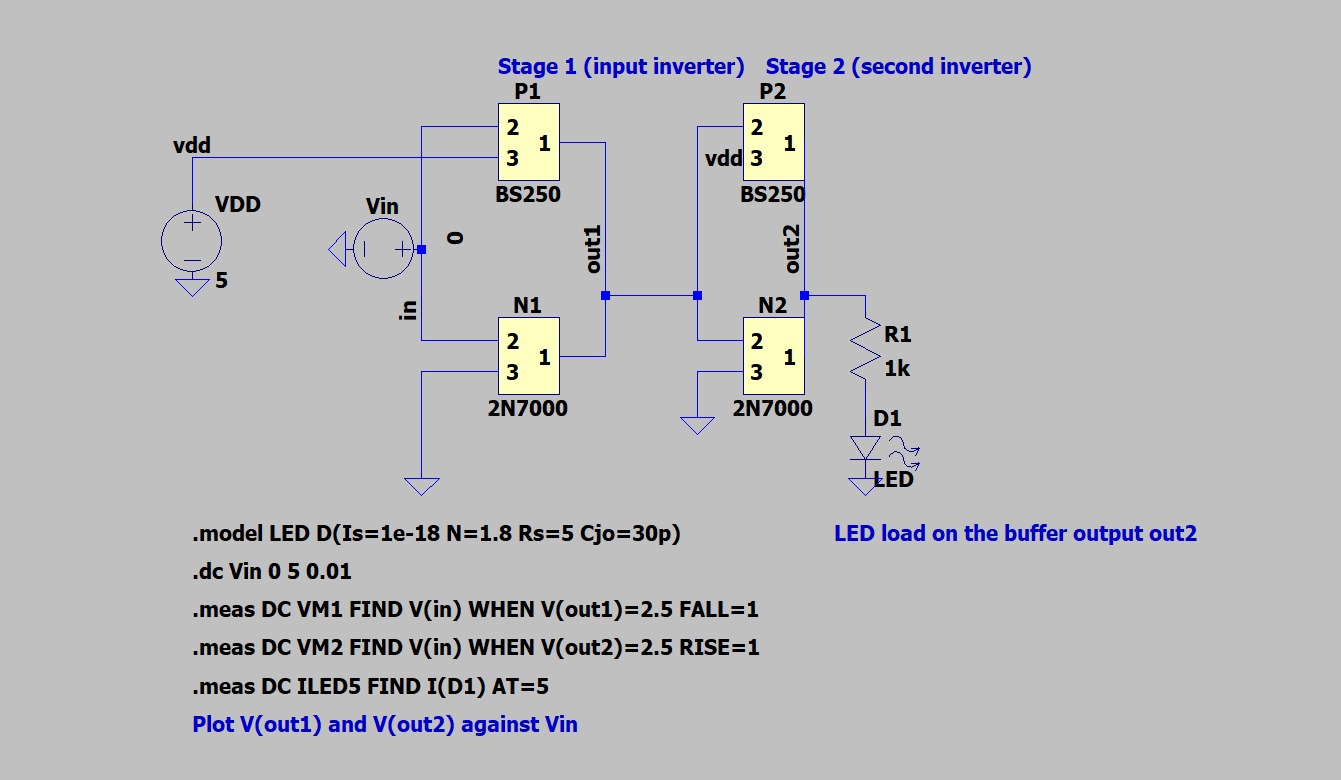 Stage 1 (input inverter)
Stage 2 (second inverter)
P1
P2
2
1
3
BS250
vdd
2
1
3
BS250
vdd
VDD
5
Vin
0
in
out1
out2
N1
N2
2
1
3
2N7000
2
1
3
2N7000
R1
1k
D1
LED
.model LED D(Is=1e-18 N=1.8 Rs=5 Cjo=30p)
LED load on the buffer output out2
.dc Vin 0 5 0.01
.meas DC VM1 FIND V(in) WHEN V(out1)=2.5 FALL=1
.meas DC VM2 FIND V(in) WHEN V(out2)=2.5 RISE=1
.meas DC ILED5 FIND I(D1) AT=5
Plot V(out1) and V(out2) against Vin